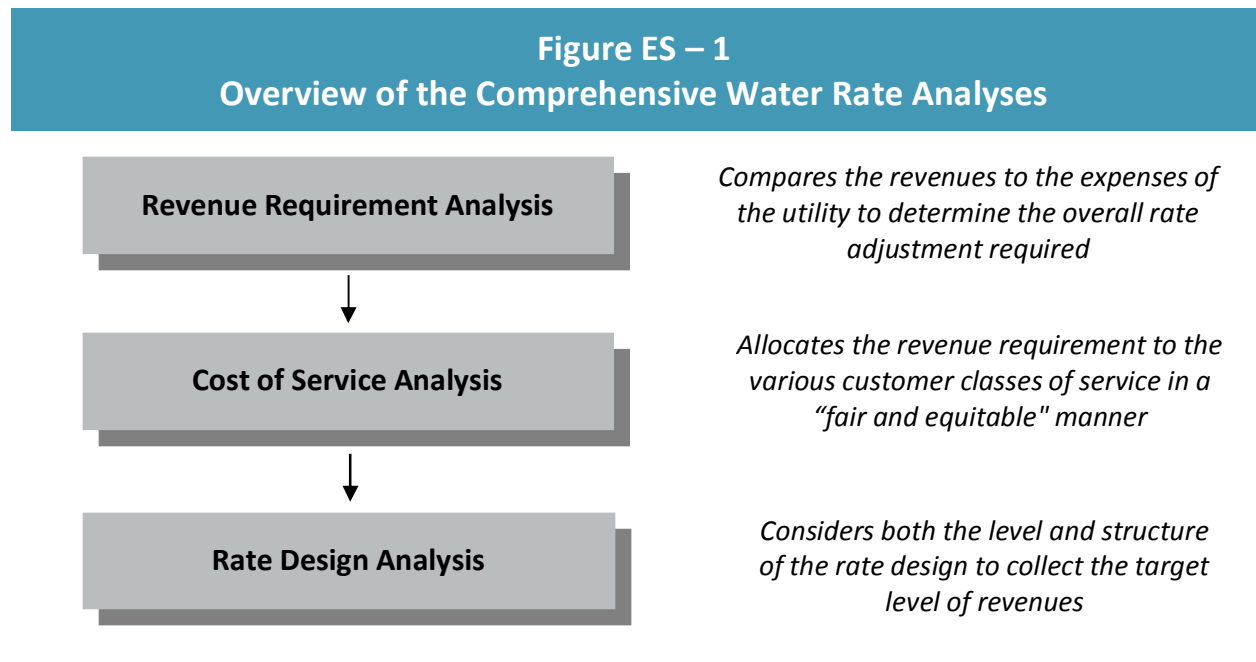 Figure ES – 1
Overview of the Comprehensive Water Rate Analyses
Revenue Requirement Analysis
Compares the revenues to the expenses of
the utility to determine the overall rate
adjustment required
Cost of Service Analysis
Allocates the revenue requirement to the
various customer classes of service in a
“fair and equitable" manner
Rate Design Analysis
Considers both the level and structure
of the rate design to collect the target
level of revenues